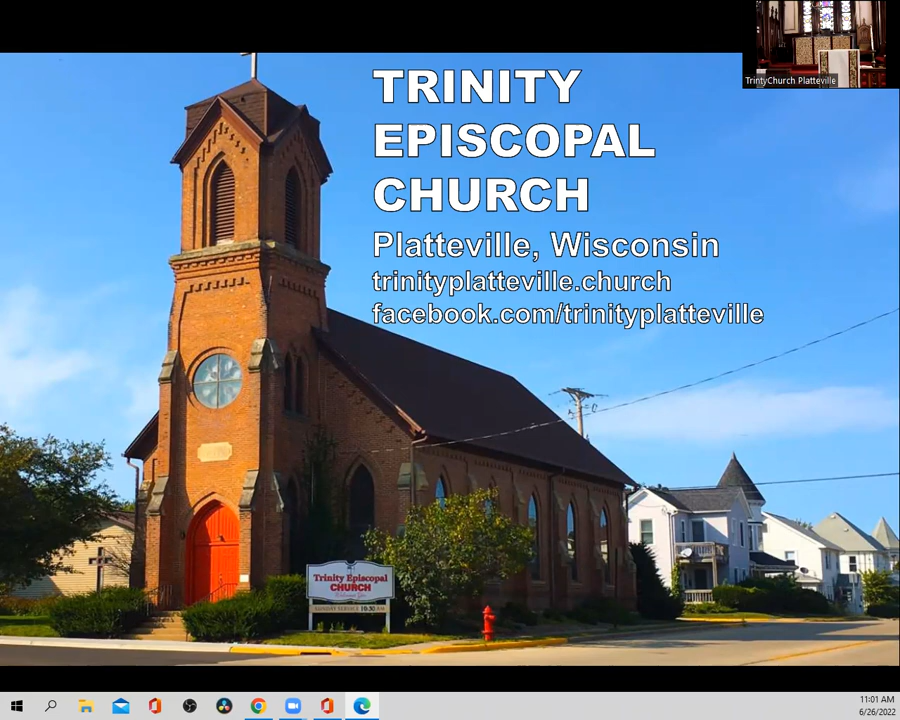 TrintyChurch Platteville
TRINITY
EPISCOPAL
CHURCH
Platteville, Wisconsin
trinityplatteville.church
facebook.com/trinityplatteville
Trinity Episcopal
CHURCH
SUNDAY SERVICE 10:30 AM
11:01 AM
6/26/2022